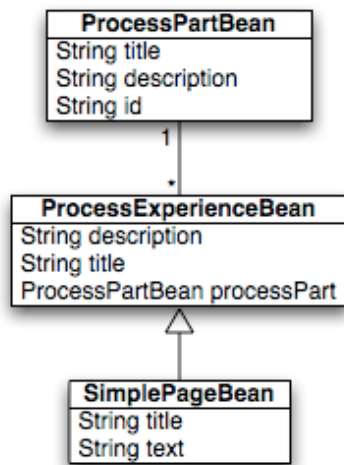 ProcessPartBean
String title
String description
String id
1
*
ProcessExperienceBean
String description
String title
ProcessPartBean processPart
SimplePageBean
String title
String text